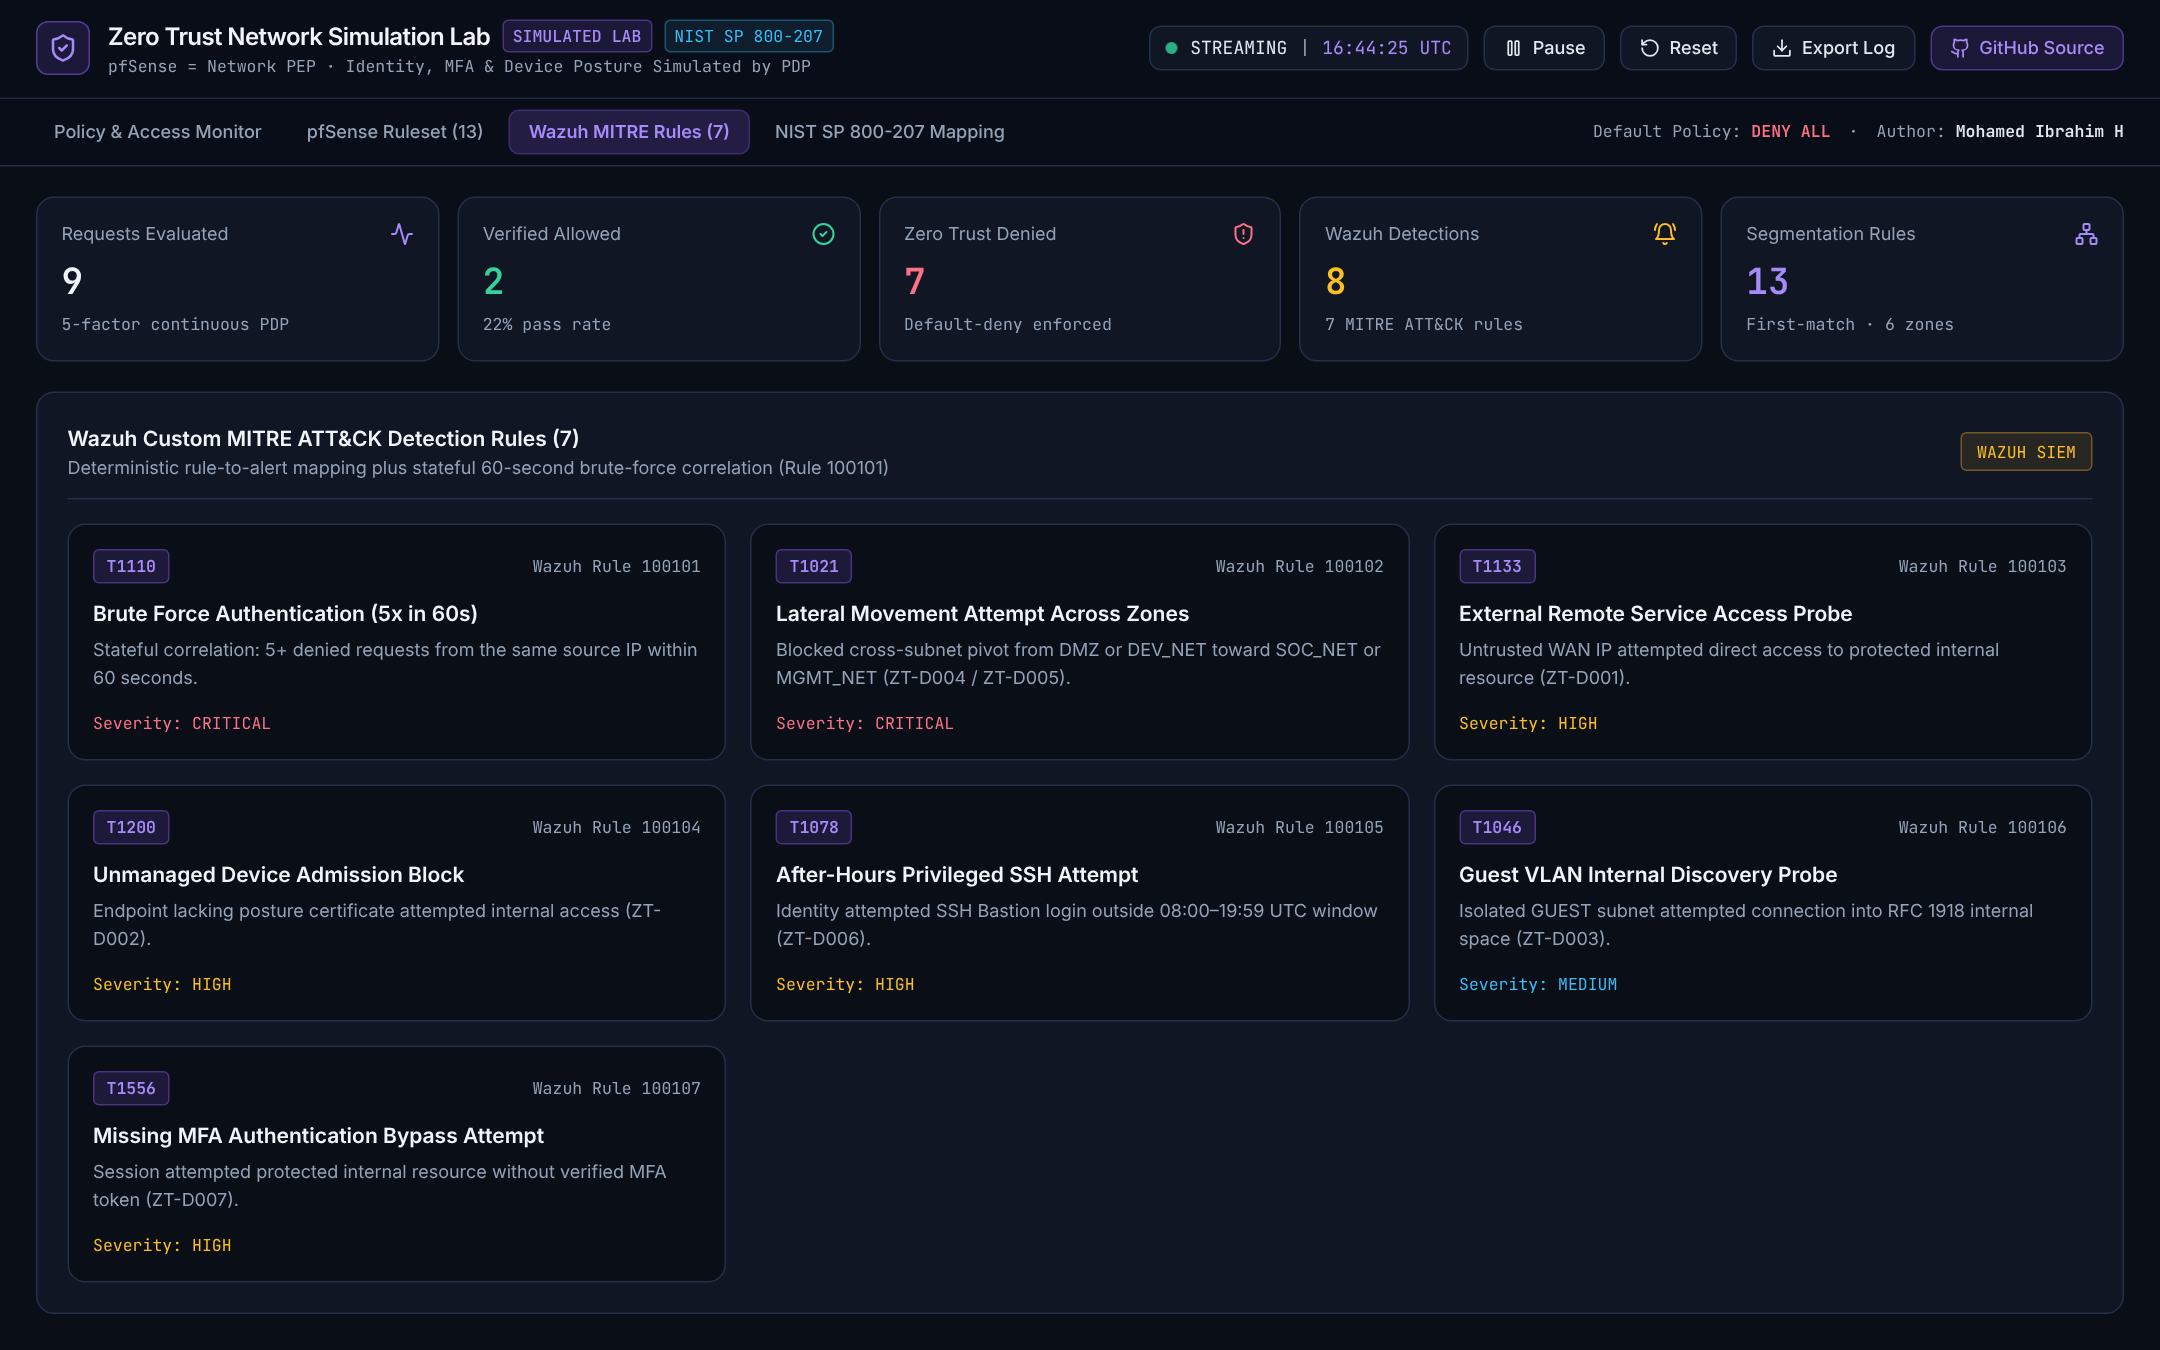 Zero Trust Network Simulation Lab SIMULATED LAB NIST SP 800-207
pfSense = Network PEP · Identity, MFA & Device Posture Simulated by PDP
STREAMING | 16:44:25 UTC Pause Reset Export Log GitHub Source
Policy & Access Monitor pfSense Ruleset (13) Wazuh MITRE Rules (7) NIST SP 800-207 Mapping
Default Policy: DENY ALL · Author: Mohamed Ibrahim H
Requests Evaluated
9
5-factor continuous PDP
Verified Allowed
2
22% pass rate
Zero Trust Denied
7
Default-deny enforced
Wazuh Detections
8
7 MITRE ATT&CK rules
Segmentation Rules
13
First-match · 6 zones
Wazuh Custom MITRE ATT&CK Detection Rules (7)
Deterministic rule-to-alert mapping plus stateful 60-second brute-force correlation (Rule 100101)
WAZUH SIEM
T1110 Wazuh Rule 100101
Brute Force Authentication (5x in 60s)
Stateful correlation: 5+ denied requests from the same source IP within
60 seconds.
Severity: CRITICAL
T1021 Wazuh Rule 100102
Lateral Movement Attempt Across Zones
Blocked cross-subnet pivot from DMZ or DEV_NET toward SOC_NET or
MGMT_NET (ZT-D004 / ZT-D005).
Severity: CRITICAL
T1133 Wazuh Rule 100103
External Remote Service Access Probe
Untrusted WAN IP attempted direct access to protected internal
resource (ZT-D001).
Severity: HIGH
T1200 Wazuh Rule 100104
Unmanaged Device Admission Block
Endpoint lacking posture certificate attempted internal access (ZT-
D002).
Severity: HIGH
T1078 Wazuh Rule 100105
After-Hours Privileged SSH Attempt
Identity attempted SSH Bastion login outside 08:00–19:59 UTC window
(ZT-D006).
Severity: HIGH
T1046 Wazuh Rule 100106
Guest VLAN Internal Discovery Probe
Isolated GUEST subnet attempted connection into RFC 1918 internal
space (ZT-D003).
Severity: MEDIUM
T1556 Wazuh Rule 100107
Missing MFA Authentication Bypass Attempt
Session attempted protected internal resource without verified MFA
token (ZT-D007).
Severity: HIGH